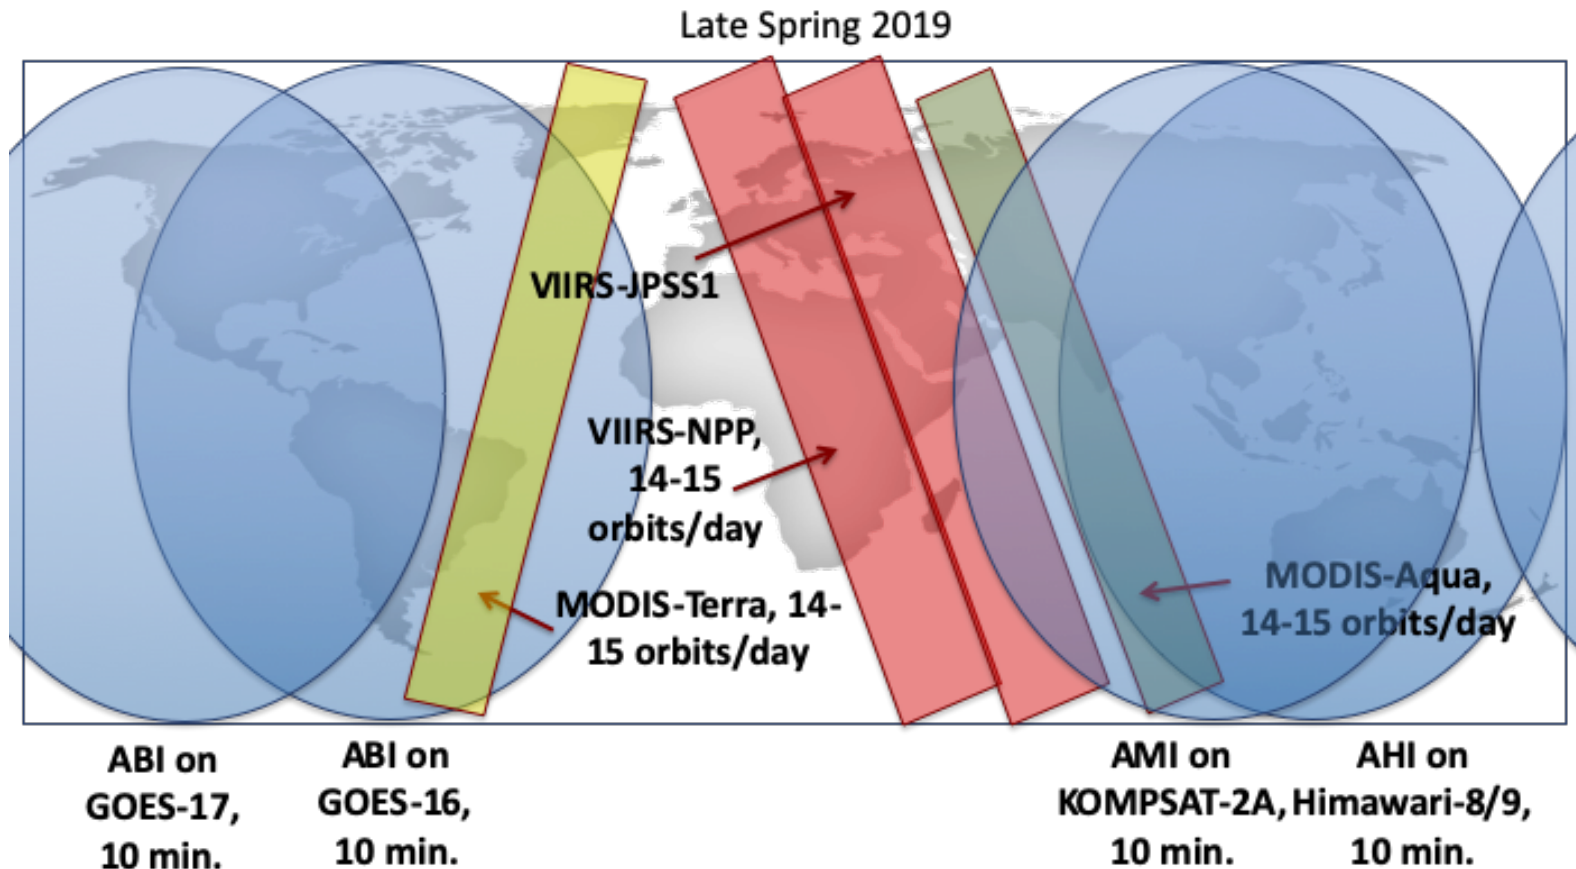 Late Spring 2019
VIIRS-JPSS1
VIIRS-NPP,
14-15
orbits/day
MODIS-Terra, 14-
15 orbits/day
MODIS-Aqua,
14-15 orbits/day
ABI on
GOES-17,
10 min.
ABI on
GOES-16,
10 min.
AMI on
KOMPSAT-2A,
10 min.
AHI on
Himawari-8/9,
10 min.